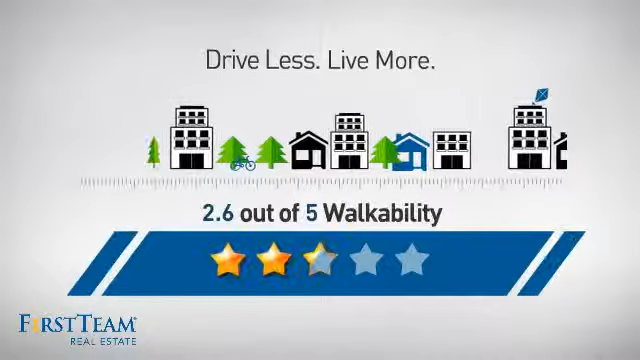 Drive Less. Live More.
2.6 out of 5 Walkability
FIRSTTEAM®
REAL ESTATE